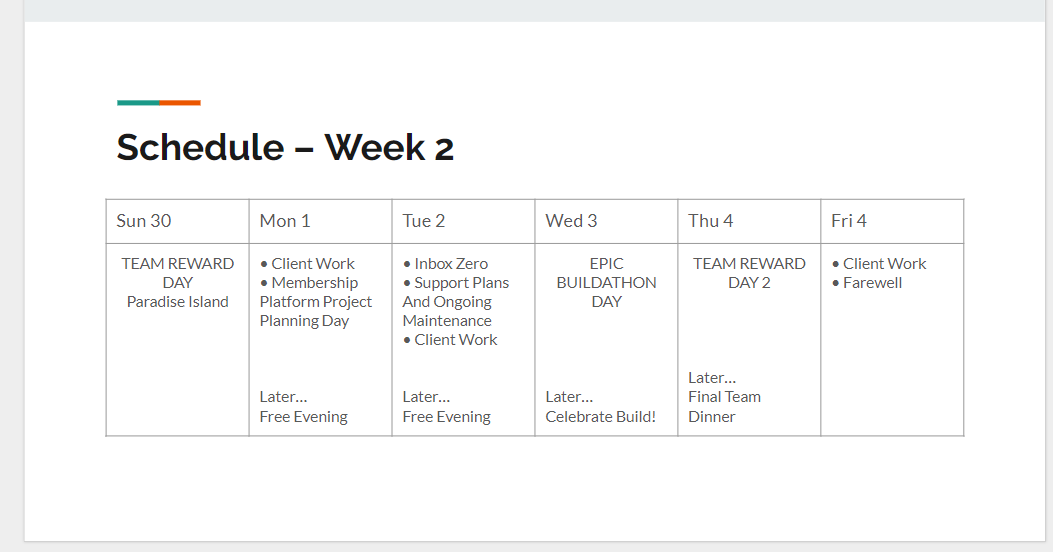 Schedule – Week 2
Sun 30
Mon 1
Tue 2
Wed 3
Thu 4
Fri 4
TEAM REWARD
DAY
Paradise Island
• Client Work
• Membership
Platform Project
Planning Day
Later...
Free Evening
• Inbox Zero
• Support Plans
And Ongoing
Maintenance
• Client Work
Later...
Free Evening
EPIC
BUILDATHON
DAY
Later...
Celebrate Build!
TEAM REWARD
DAY 2
Later...
Final Team
Dinner
• Client Work
• Farewell